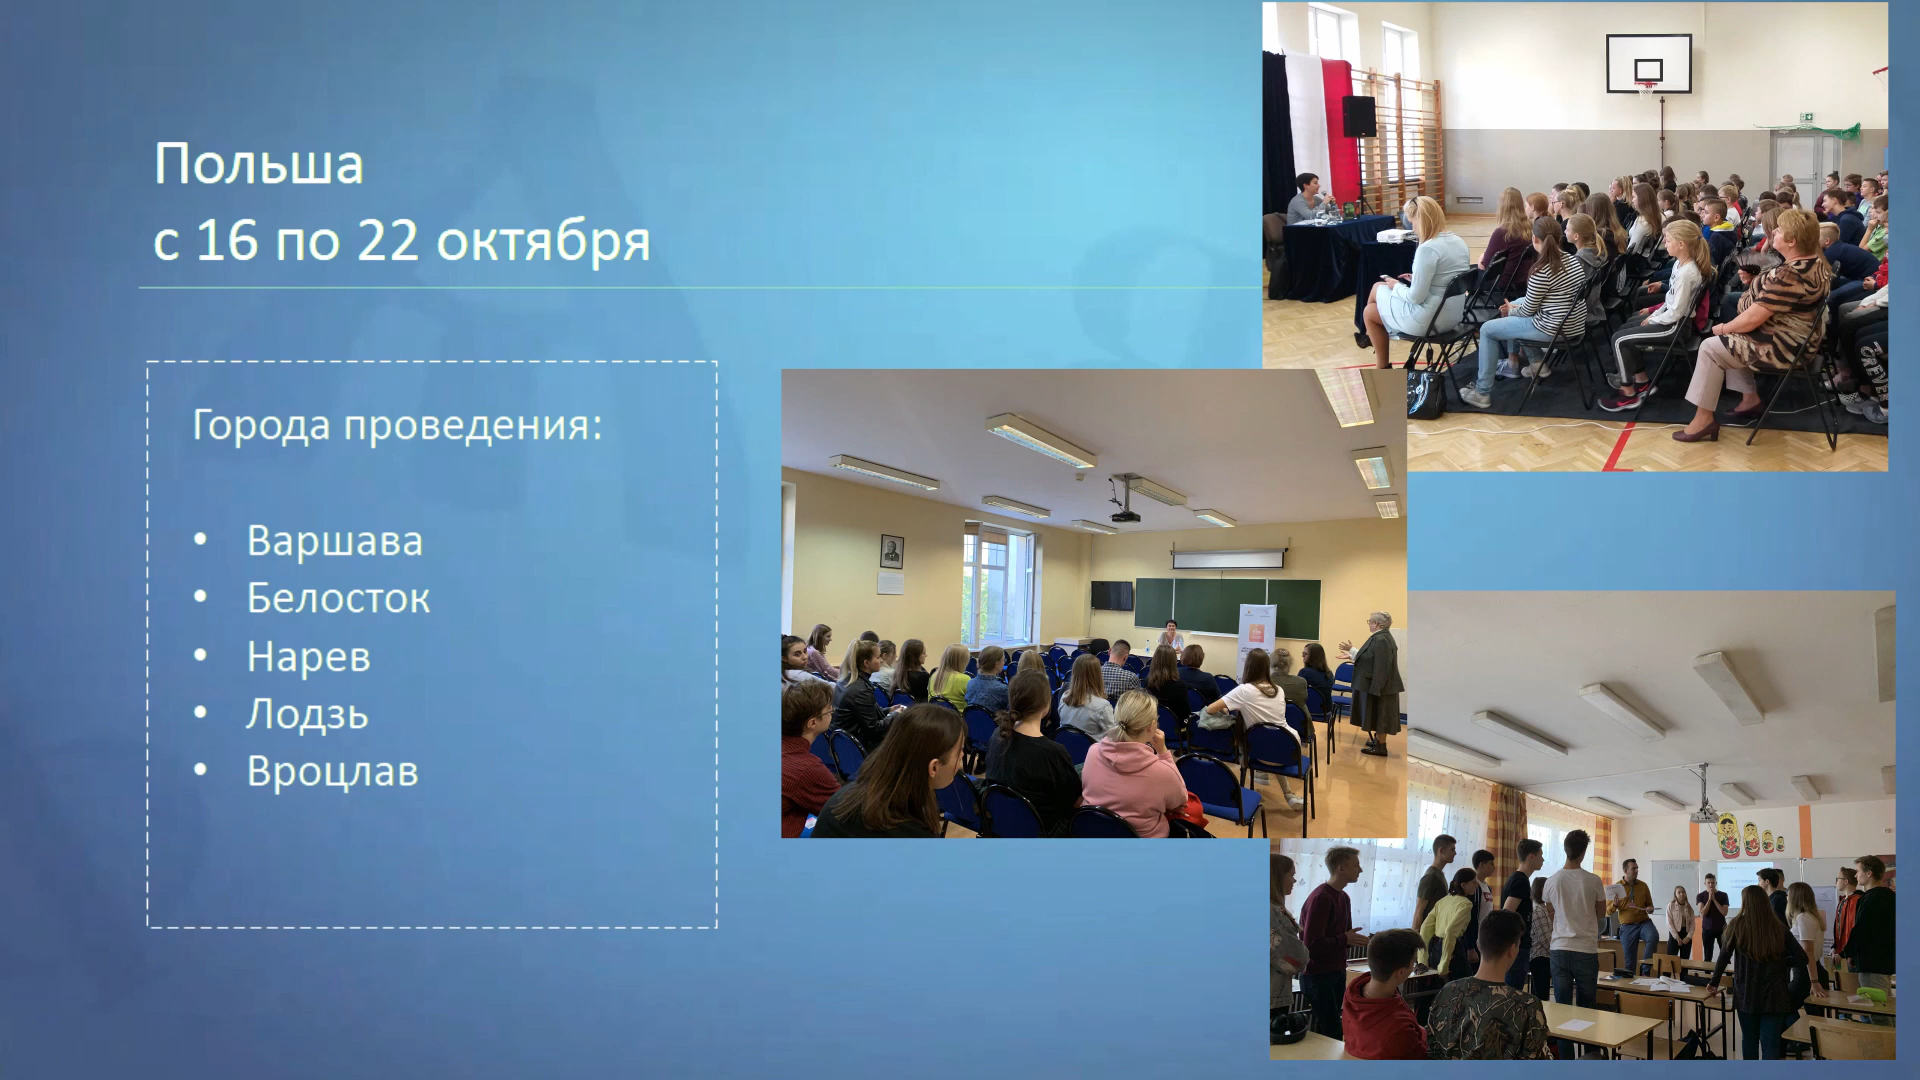 Польша
с 16 по 22 октября
Города проведения:
• Варшава
• Белосток
• Нарев
• Лодзь
• Вроцлав